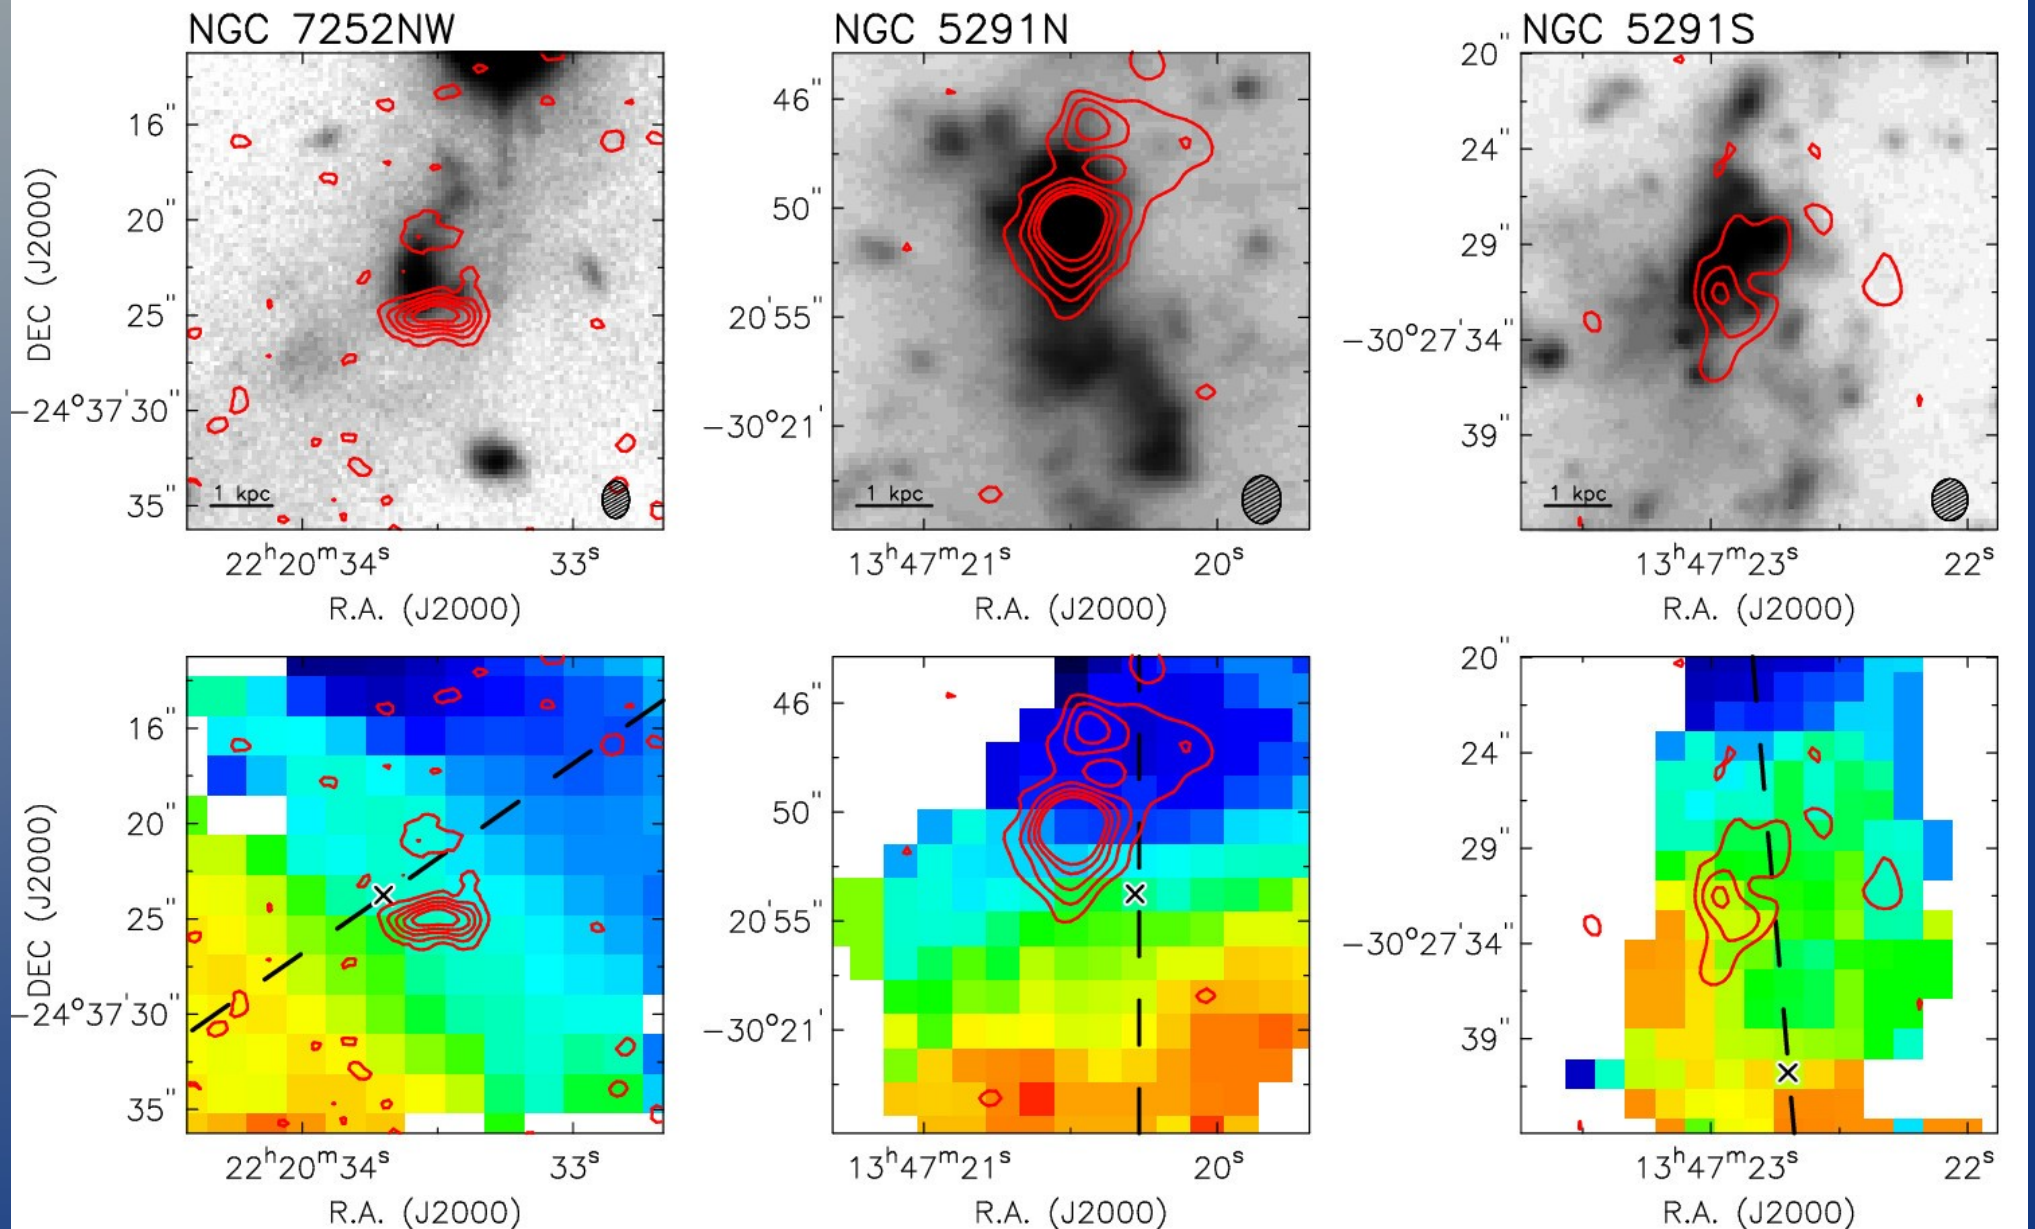 NGC 7252NW
NGC 5291N
NGC 5291S
DEC (J2000)
16"
20"
25"
−24°37'30"
35"
1 kpc
22ʰ20ᵐ34ˢ
33ˢ
R.A. (J2000)
46"
50"
20'55"
−30°21'
1 kpc
13ʰ47ᵐ21ˢ
20ˢ
R.A. (J2000)
20"
24"
29"
−30°27'34"
39"
1 kpc
13ʰ47ᵐ23ˢ
22ˢ
R.A. (J2000)
DEC (J2000)
16"
20"
25"
−24°37'30"
35"
22ʰ20ᵐ34ˢ
33ˢ
R.A. (J2000)
46"
50"
20'55"
−30°21'
13ʰ47ᵐ21ˢ
20ˢ
R.A. (J2000)
20"
24"
29"
−30°27'34"
39"
13ʰ47ᵐ23ˢ
22ˢ
R.A. (J2000)